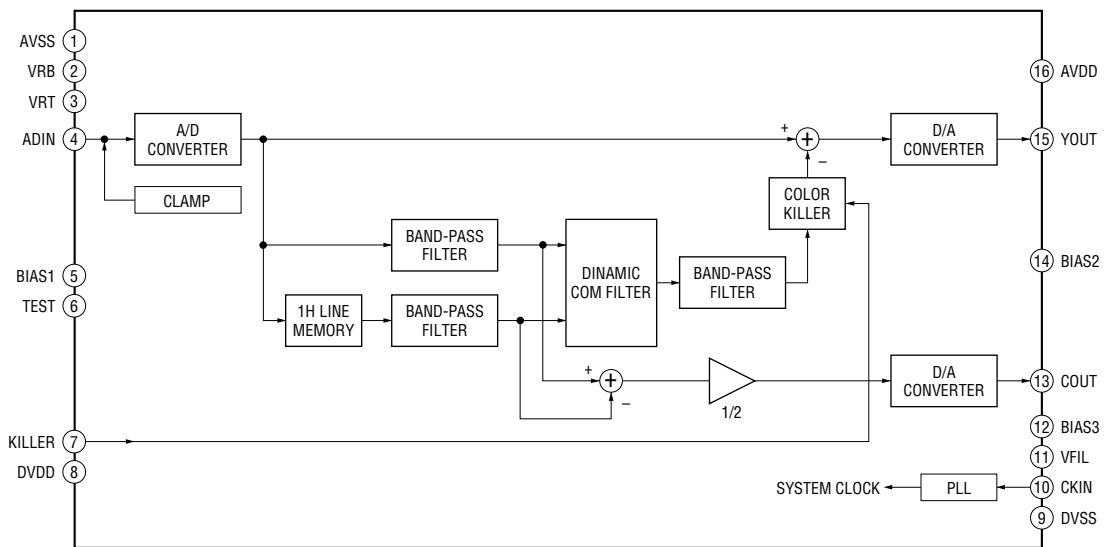 AVSS 1
VRB 2
VRT 3
ADIN 4
BIAS1 5
TEST 6
KILLER 7
DVDD 8
A/D
CONVERTER
CLAMP
BAND-PASS
FILTER
1H LINE
MEMORY
BAND-PASS
FILTER
DINAMIC
COM FILTER
BAND-PASS
FILTER
COLOR
KILLER
+
+
−
+
+
−
1/2
D/A
CONVERTER
D/A
CONVERTER
SYSTEM CLOCK
PLL
16 AVDD
15 YOUT
14 BIAS2
13 COUT
12 BIAS3
11 VFIL
10 CKIN
9 DVSS